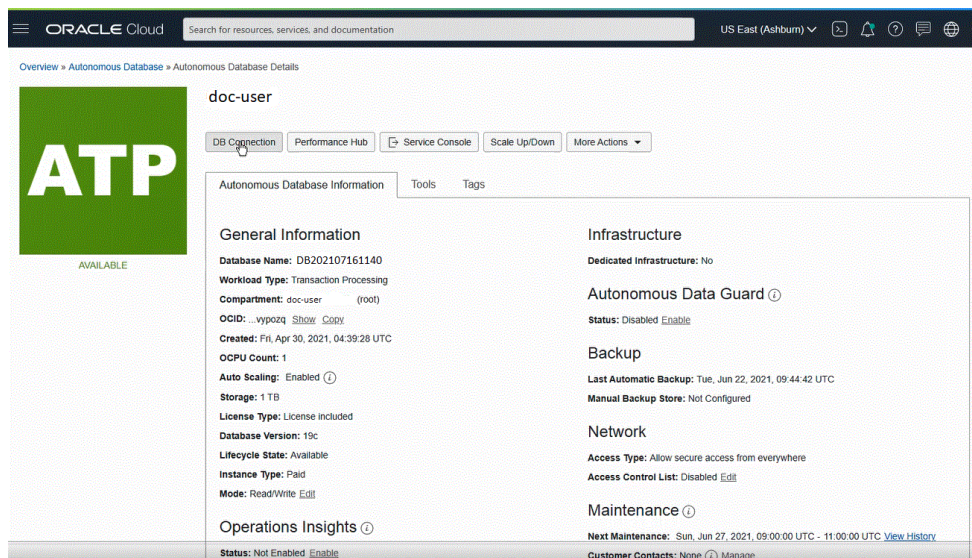 ORACLE Cloud
Search for resources, services, and documentation
US East (Ashburn)
Overview » Autonomous Database » Autonomous Database Details
ATP
AVAILABLE
doc-user
DB Connection
Performance Hub
Service Console
Scale Up/Down
More Actions
Autonomous Database Information
Tools
Tags
General Information
Database Name: DB202107161140
Workload Type: Transaction Processing
Compartment: doc-user (root)
OCID: ...vypozq Show Copy
Created: Fri, Apr 30, 2021, 04:39:28 UTC
OCPU Count: 1
Auto Scaling: Enabled
Storage: 1 TB
License Type: License included
Database Version: 19c
Lifecycle State: Available
Instance Type: Paid
Mode: Read/Write Edit
Operations Insights
Status: Not Enabled Enable
Infrastructure
Dedicated Infrastructure: No
Autonomous Data Guard
Status: Disabled Enable
Backup
Last Automatic Backup: Tue, Jun 22, 2021, 09:44:42 UTC
Manual Backup Store: Not Configured
Network
Access Type: Allow secure access from everywhere
Access Control List: Disabled Edit
Maintenance
Next Maintenance: Sun, Jun 27, 2021, 09:00:00 UTC - 11:00:00 UTC View History
Customer Contacts: None Manage